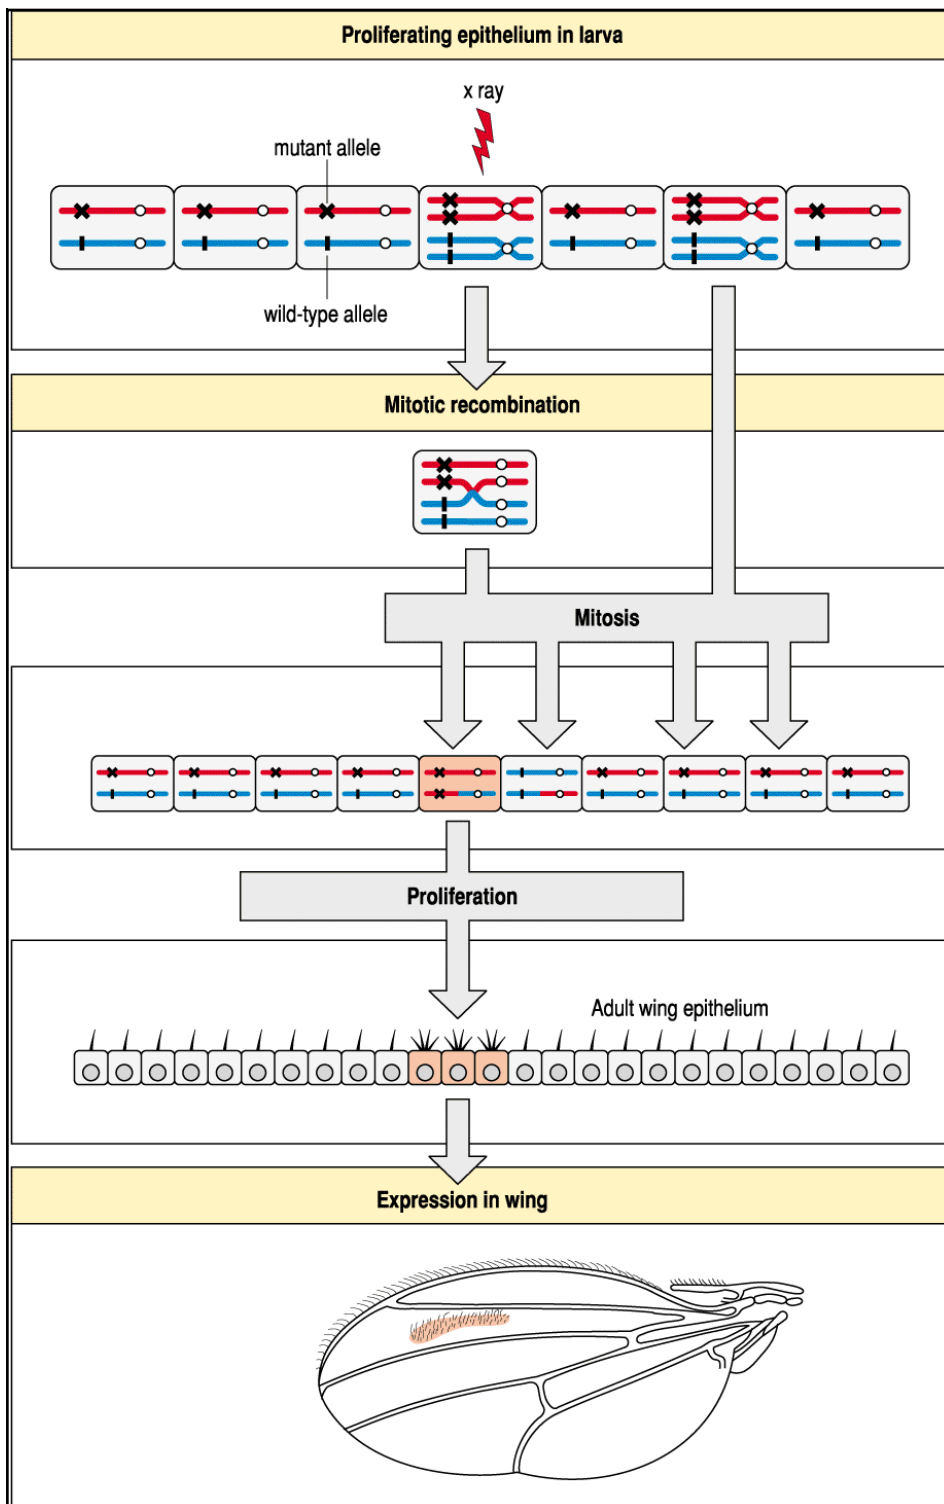 Proliferating epithelium in larva
x ray
mutant allele
wild-type allele
Mitotic recombination
Mitosis
Proliferation
Adult wing epithelium
Expression in wing